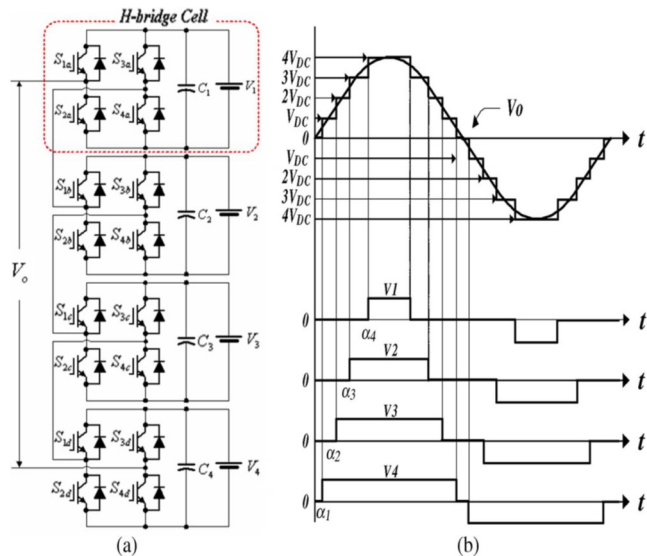 H-bridge Cell
S1a S3a
C1 V1
S2a S4a
S1b S3b
C2 V2
S2b S4b
Vo
S1c S3c
C3 V3
S2c S4c
S1d S3d
C4 V4
S2d S4d
(a)
4VDC
3VDC
2VDC
VDC
0
VO
t
VDC
2VDC
3VDC
4VDC
V1
0
t
α4
V2
0
t
α3
V3
0
t
α2
V4
0
t
α1
(b)